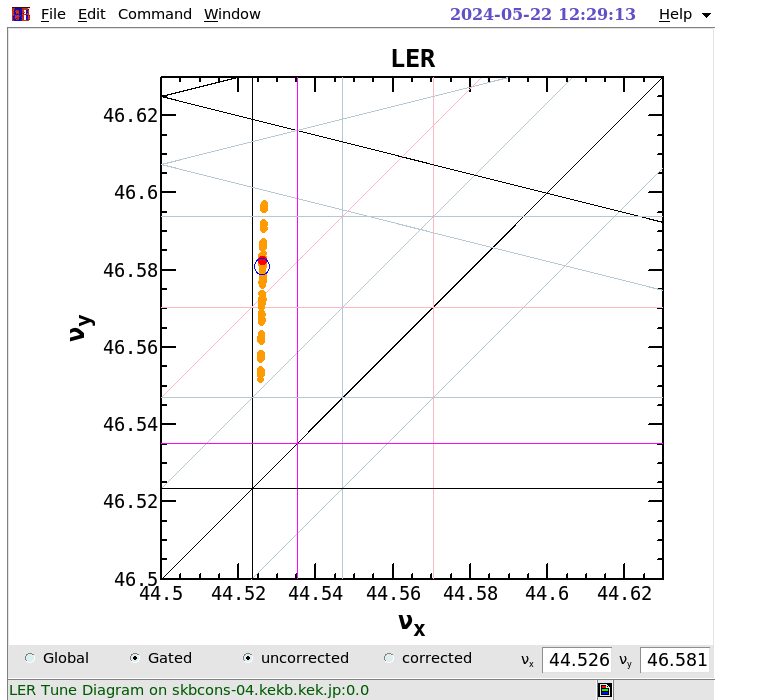 File Edit Command Window 2024-05-22 12:29:13 Help
LER
46.62
46.6
46.58
46.56
46.54
46.52
46.5
νy
44.5 44.52 44.54 44.56 44.58 44.6 44.62
νx
Global Gated uncorrected corrected νx 44.526 νy 46.581
LER Tune Diagram on skbcons-04.kekb.kek.jp:0.0